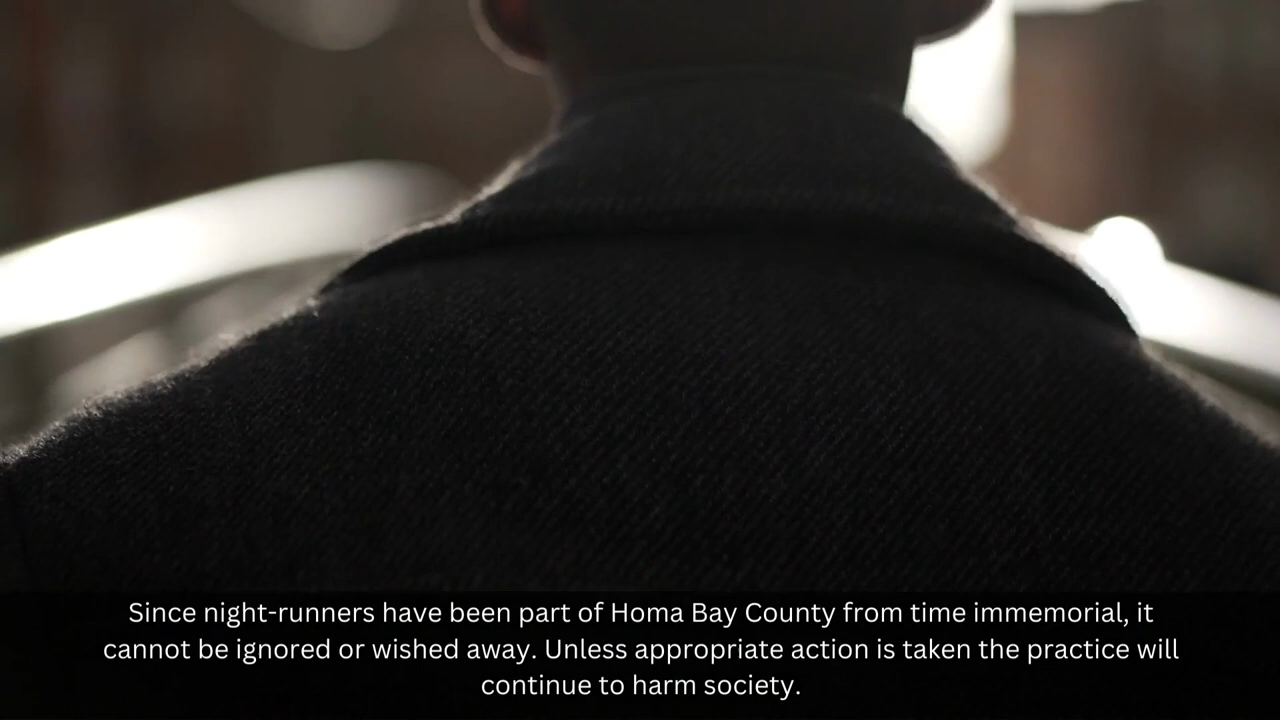 Since night-runners have been part of Homa Bay County from time immemorial, it
cannot be ignored or wished away. Unless appropriate action is taken the practice will
continue to harm society.